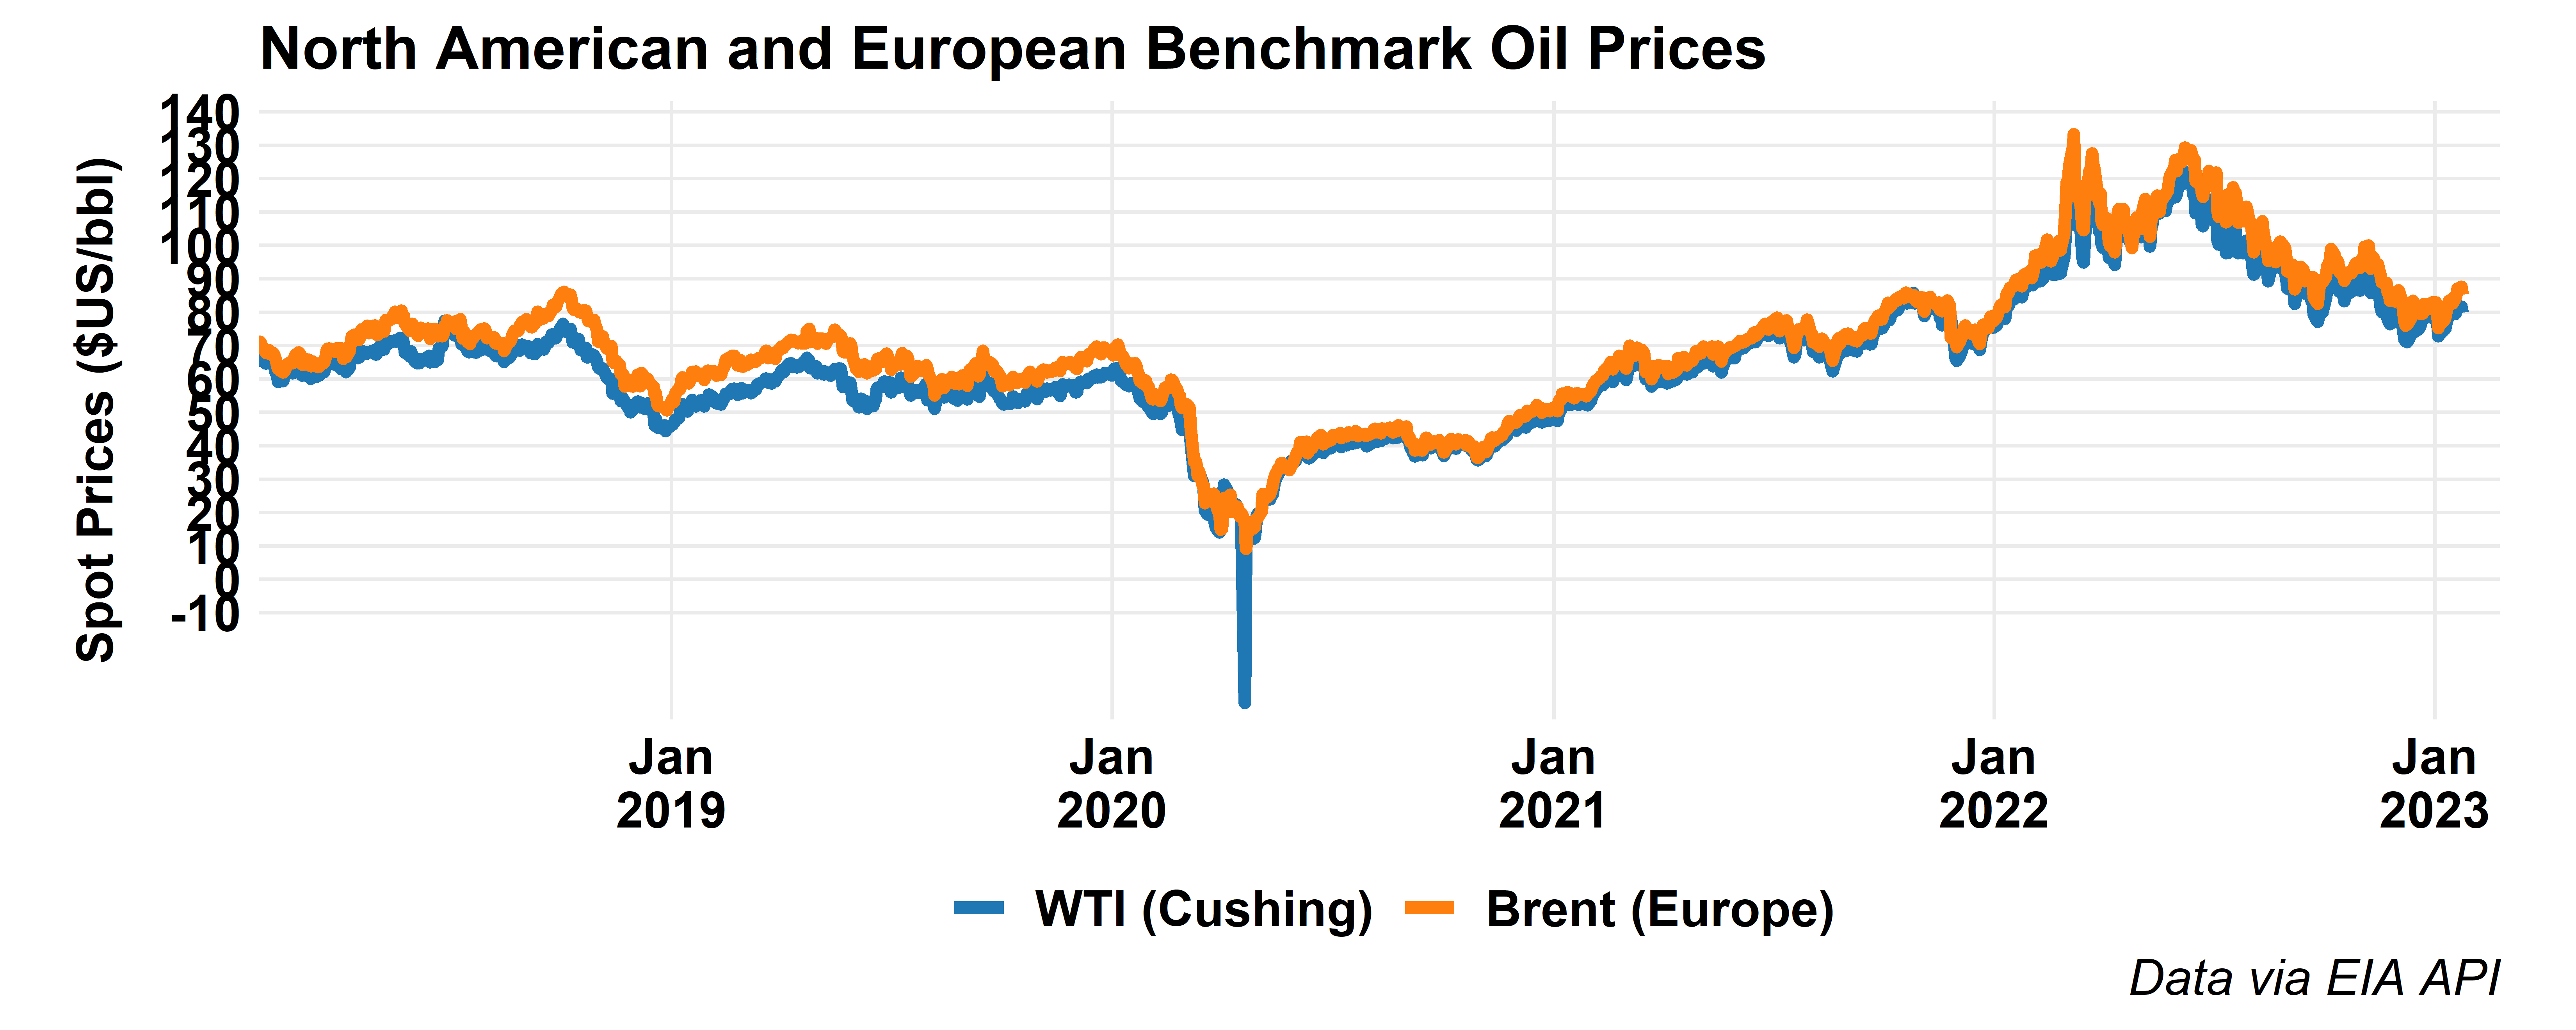 North American and European Benchmark Oil Prices
Spot Prices ($US/bbl)
140
130
120
110
100
90
80
70
60
50
40
30
20
10
0
-10
Jan Jan Jan Jan Jan
2019 2020 2021 2022 2023
WTI (Cushing) Brent (Europe)
Data via EIA API